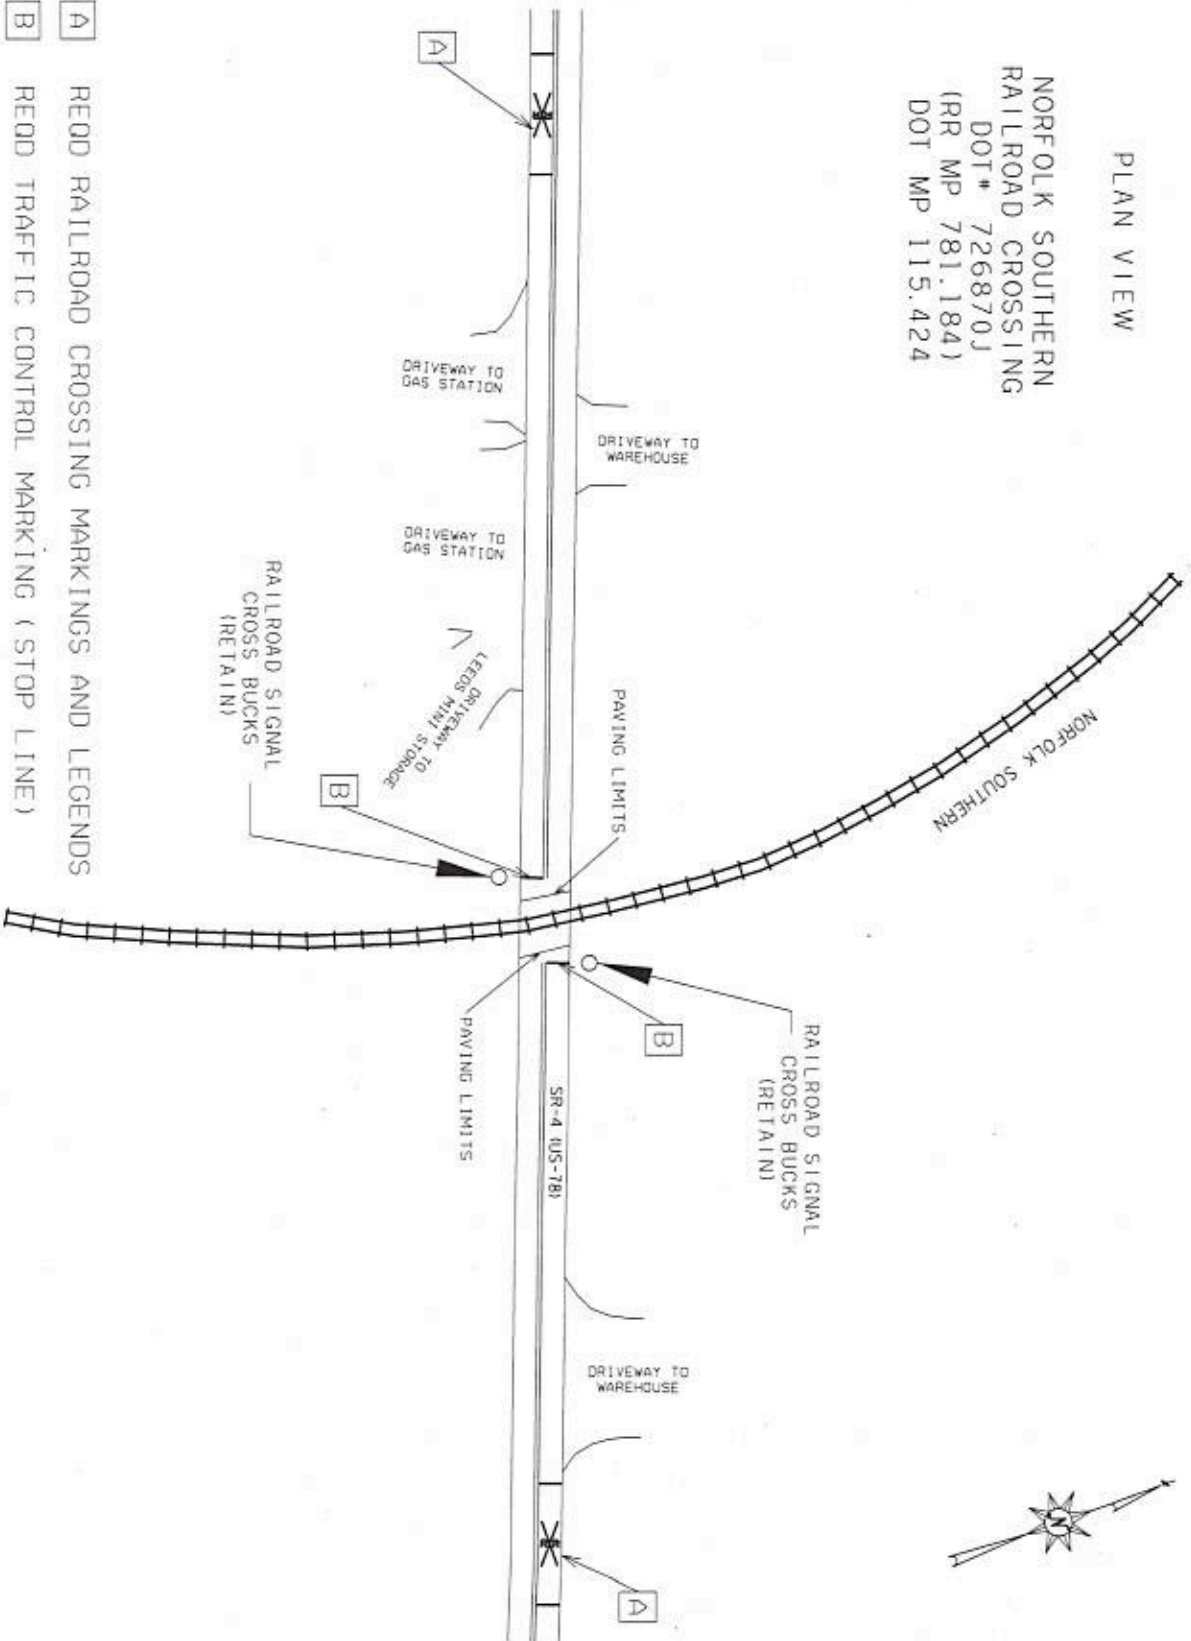 PLAN VIEW
NORFOLK SOUTHERN
RAILROAD CROSSING
DOT# 726870J
(RR MP 781.184)
DOT MP 115.424
NORFOLK SOUTHERN
DRIVEWAY TO
WAREHOUSE
PAVING LIMITS
RAILROAD SIGNAL
CROSS BUCKS
(RETAIN)
B
DRIVEWAY TO
WAREHOUSE
A
N
SR-4 (US-78)
A
DRIVEWAY TO
GAS STATION
DRIVEWAY TO
GAS STATION
DRIVEWAY TO
LEEDS MINI STORAGE
PAVING LIMITS
B
RAILROAD SIGNAL
CROSS BUCKS
(RETAIN)
RXR
RXR
A REQD RAILROAD CROSSING MARKINGS AND LEGENDS
B REQD TRAFFIC CONTROL MARKING (STOP LINE)